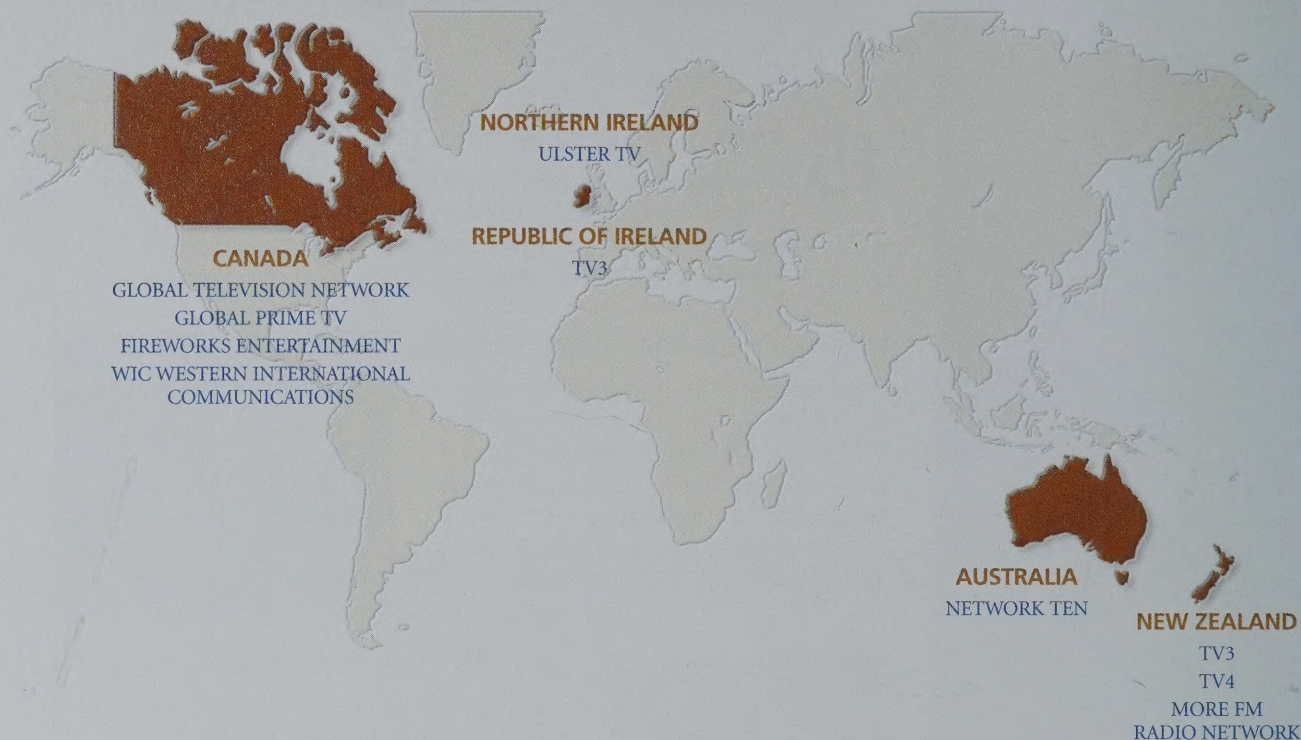 NORTHERN IRELAND
ULSTER TV
REPUBLIC OF IRELAND
TV3
CANADA
GLOBAL TELEVISION NETWORK
GLOBAL PRIME TV
FIREWORKS ENTERTAINMENT
WIC WESTERN INTERNATIONAL
COMMUNICATIONS
AUSTRALIA
NETWORK TEN
NEW ZEALAND
TV3
TV4
MORE FM
RADIO NETWORK